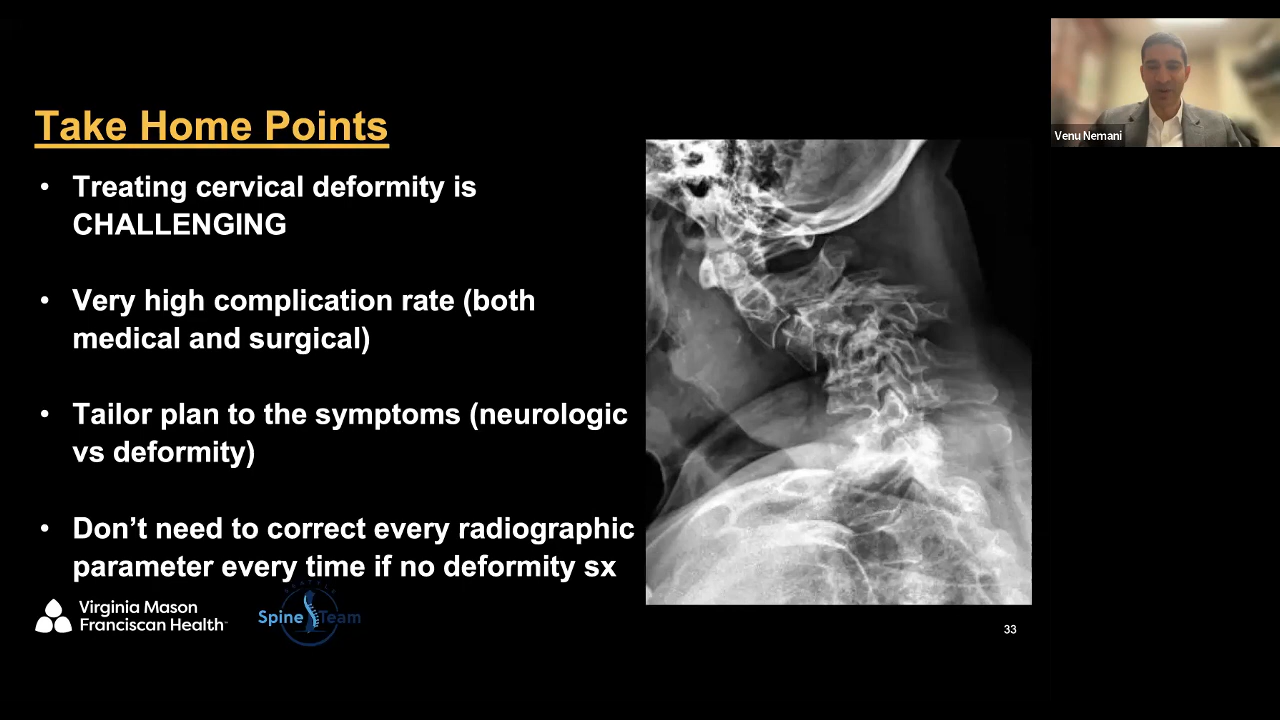 Take Home Points
• Treating cervical deformity is
CHALLENGING
• Very high complication rate (both
medical and surgical)
• Tailor plan to the symptoms (neurologic
vs deformity)
• Don’t need to correct every radiographic
parameter every time if no deformity sx
Virginia Mason
Franciscan Health™
SEATTLE
Spine Team
33
Venu Nemani